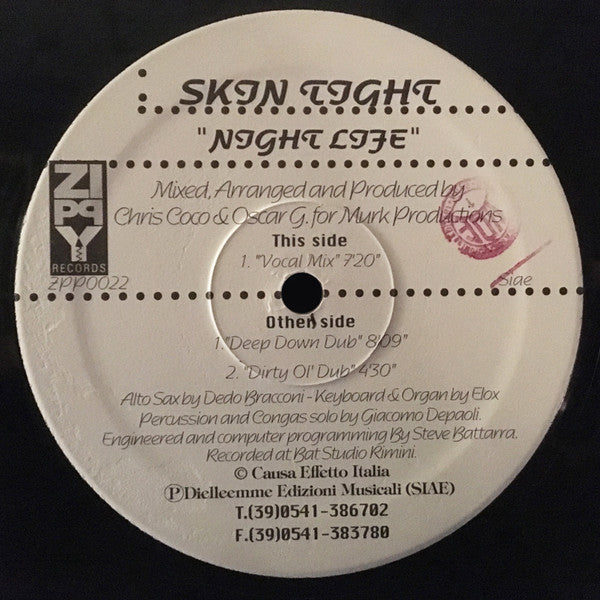 SKIN TIGHT
"NIGHT LIFE"
ZIPPY
RECORDS
ZPP0022
Mixed, Arranged and Produced by
Chris Coco & Oscar G. for Murk Productions
This side
1. "Vocal Mix" 7'20"
Siae
Other side
1."Deep Down Dub" 8'09"
2. "Dirty Ol' Dub" 4'30"
Alto Sax by Dedo Bracconi - Keyboard & Organ by Elox
Percussion and Congas solo by Giacomo Depaoli.
Engineered and computer programming By Steve Battarra.
Recorded at Bat Studio Rimini.
© Causa Effetto Italia
ⓅDielleemme Edizioni Musicali (SIAE)
T.(39)0541-386702
F.(39)0541-383780